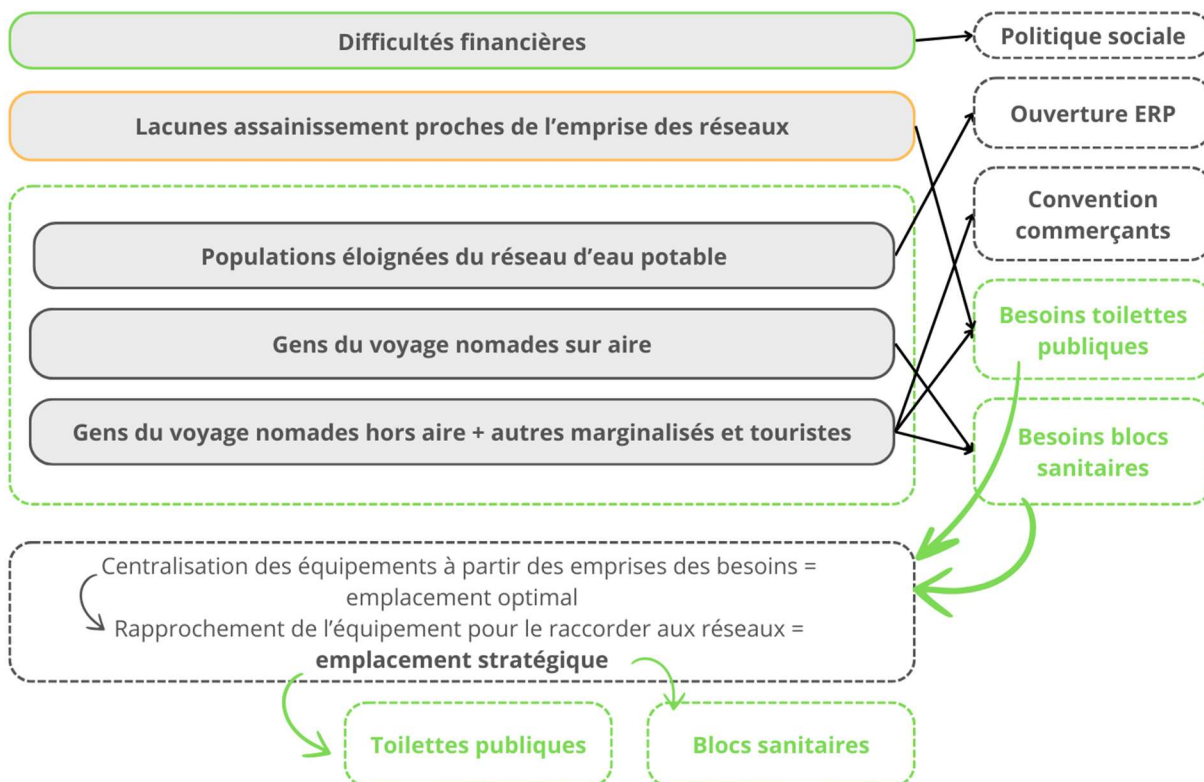 Difficultés financières
Politique sociale
Lacunes assainissement proches de l’emprise des réseaux
Ouverture ERP
Convention
commerçants
Populations éloignées du réseau d’eau potable
Gens du voyage nomades sur aire
Besoins toilettes
publiques
Gens du voyage nomades hors aire + autres marginalisés et touristes
Besoins blocs
sanitaires
Centralisation des équipements à partir des emprises des besoins =
emplacement optimal
Rapprochement de l’équipement pour le raccorder aux réseaux =
emplacement stratégique
Toilettes publiques
Blocs sanitaires